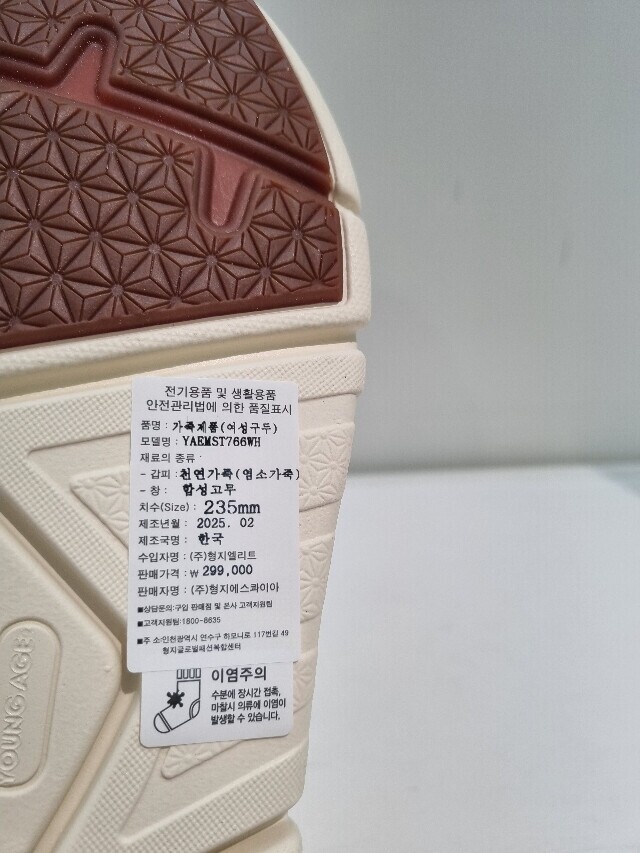 전기용품 및 생활용품
안전관리법에 의한 품질표시
품명 : 가죽제품(여성구두)
모델명 : YAEMST766WH
재료의 종류 ·
- 갑피 : 천연가죽(염소가죽)
- 창 : 합성고무
치수(Size) : 235mm
제조년월 : 2025. 02
제조국명 : 한국
수입자명 : (주)형지엘리트
판매가격 : ₩ 299,000
판매자명 : (주)형지에스콰이아
■상담문의:구입 판매점 및 본사 고객지원팀
■고객지원팀:1800-8635
■주 소:인천광역시 연수구 하모니로 117번길 49
형지글로벌패션복합센터
이염주의
수분에 장시간 접촉,
마찰시 의류에 이염이
발생할 수 있습니다.
YOUNG AGE